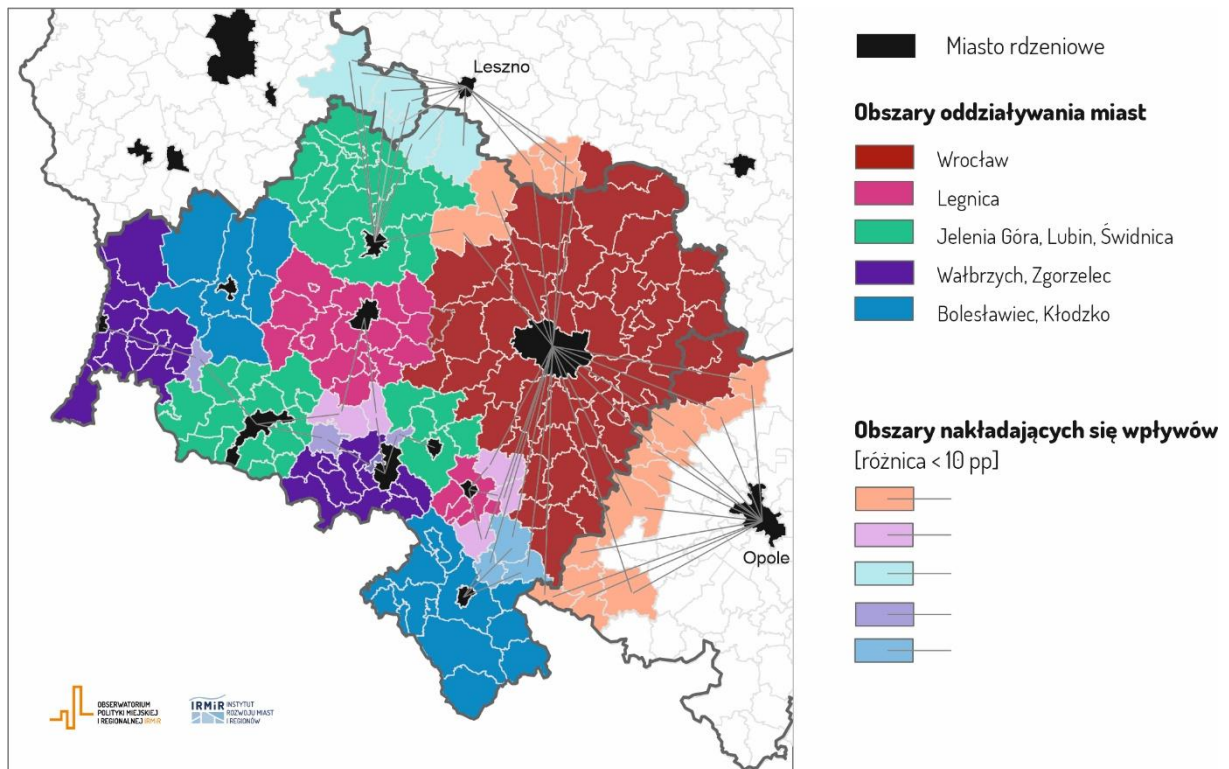 Leszno
Opole
OBSERWATORIUM
POLITYKI MIEJSKIEJ
I REGIONALNEJ IRMiR
IRMiR INSTYTUT
ROZWOJU MIAST
I REGIONÓW
Miasto rdzeniowe
Obszary oddziaływania miast
Wrocław
Legnica
Jelenia Góra, Lubin, Świdnica
Wałbrzych, Zgorzelec
Bolesławiec, Kłodzko
Obszary nakładających się wpływów
[różnica < 10 pp]